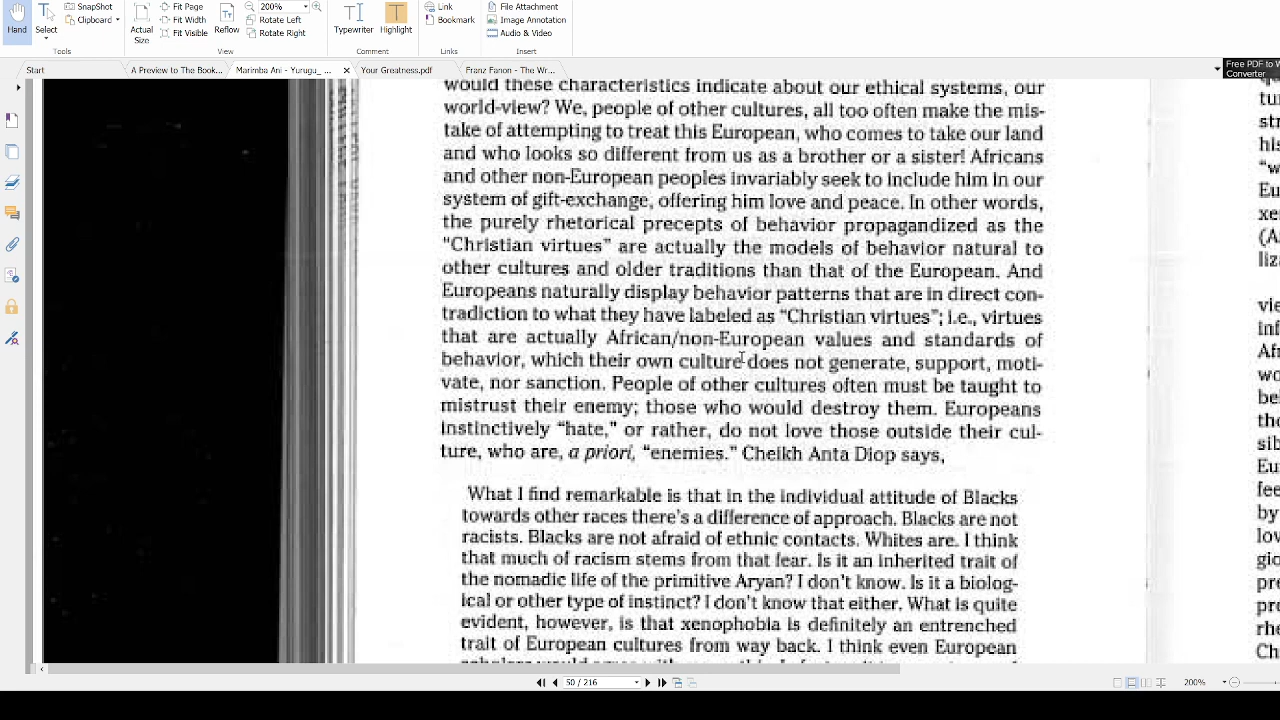 SnapShot
Clipboard
Hand
Select
Tools
Actual
Size
Fit Page
Fit Width
Fit Visible
Reflow
200%
Rotate Left
Rotate Right
View
Typewriter
Highlight
Comment
Link
Bookmark
Links
File Attachment
Image Annotation
Audio & Video
Insert
Start
A Preview to The Book...
Marimba Ani - Yurugu_ ...
Your Greatness.pdf
Franz Fanon - The Wr...
Free PDF to W
Converter
would these characteristics indicate about our ethical systems, our
world-view? We, people of other cultures, all too often make the mis-
take of attempting to treat this European, who comes to take our land
and who looks so different from us as a brother or a sister! Africans
and other non-European peoples invariably seek to include him in our
system of gift-exchange, offering him love and peace. In other words,
the purely rhetorical precepts of behavior propagandized as the
"Christian virtues" are actually the models of behavior natural to
other cultures and older traditions than that of the European. And
Europeans naturally display behavior patterns that are in direct con-
tradiction to what they have labeled as "Christian virtues"; i.e., virtues
that are actually African/non-European values and standards of
behavior, which their own culture does not generate, support, moti-
vate, nor sanction. People of other cultures often must be taught to
mistrust their enemy; those who would destroy them. Europeans
instinctively "hate," or rather, do not love those outside their cul-
ture, who are, a priori, "enemies." Cheikh Anta Diop says,
What I find remarkable is that in the individual attitude of Blacks
towards other races there's a difference of approach. Blacks are not
racists. Blacks are not afraid of ethnic contacts. Whites are. I think
that much of racism stems from that fear. Is it an inherited trait of
the nomadic life of the primitive Aryan? I don't know. Is it a biolog-
ical or other type of instinct? I don't know that either. What is quite
evident, however, is that xenophobia is definitely an entrenched
trait of European cultures from way back. I think even European
50 / 216
200%